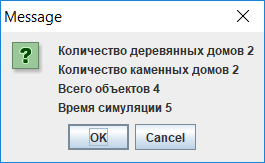 Message
Количество деревянных домов 2
Количество каменных домов 2
Всего объектов 4
Время симуляции 5
OK
Cancel